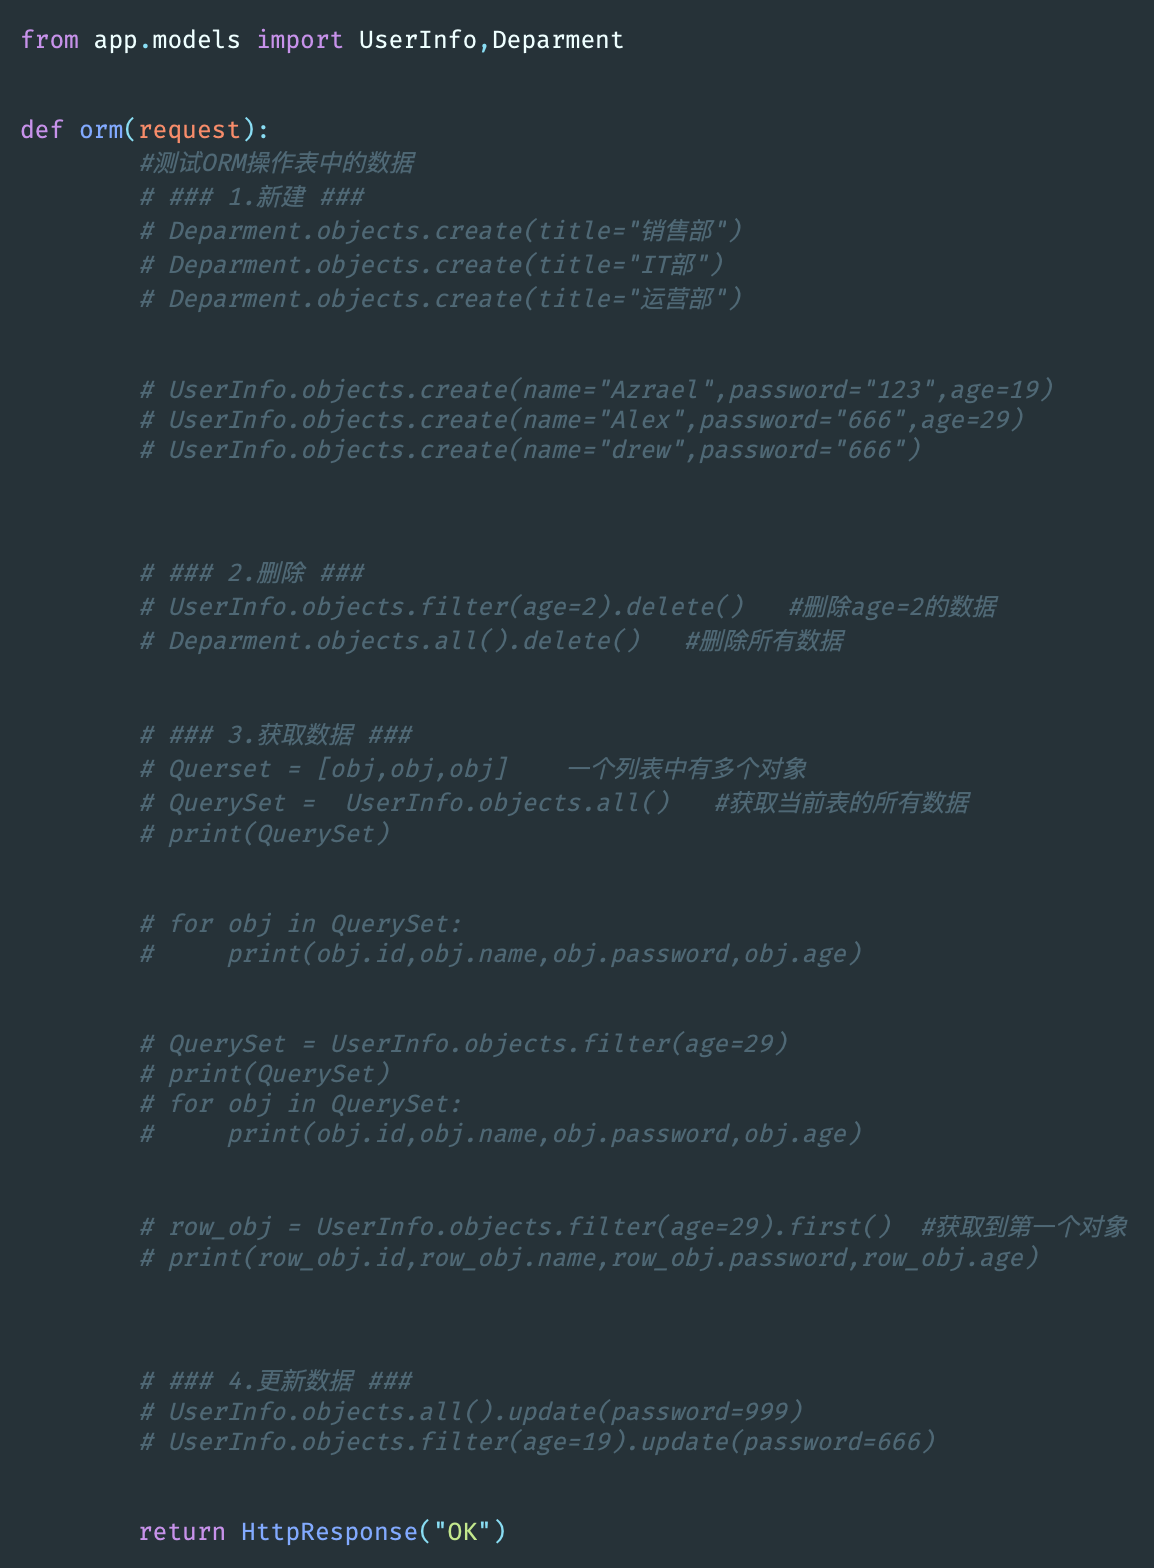 from app.models import UserInfo,Deparment
def orm(request):
#测试ORM操作表中的数据
# ### 1.新建 ###
# Deparment.objects.create(title="销售部")
# Deparment.objects.create(title="IT部")
# Deparment.objects.create(title="运营部")
# UserInfo.objects.create(name="Azrael",password="123",age=19)
# UserInfo.objects.create(name="Alex",password="666",age=29)
# UserInfo.objects.create(name="drew",password="666")
# ### 2.删除 ###
# UserInfo.objects.filter(age=2).delete()   #删除age=2的数据
# Deparment.objects.all().delete()   #删除所有数据
# ### 3.获取数据 ###
# Querset = [obj,obj,obj]    一个列表中有多个对象
# QuerySet =  UserInfo.objects.all()   #获取当前表的所有数据
# print(QuerySet)
# for obj in QuerySet:
#     print(obj.id,obj.name,obj.password,obj.age)
# QuerySet = UserInfo.objects.filter(age=29)
# print(QuerySet)
# for obj in QuerySet:
#     print(obj.id,obj.name,obj.password,obj.age)
# row_obj = UserInfo.objects.filter(age=29).first()  #获取到第一个对象
# print(row_obj.id,row_obj.name,row_obj.password,row_obj.age)
# ### 4.更新数据 ###
# UserInfo.objects.all().update(password=999)
# UserInfo.objects.filter(age=19).update(password=666)
return HttpResponse("OK")